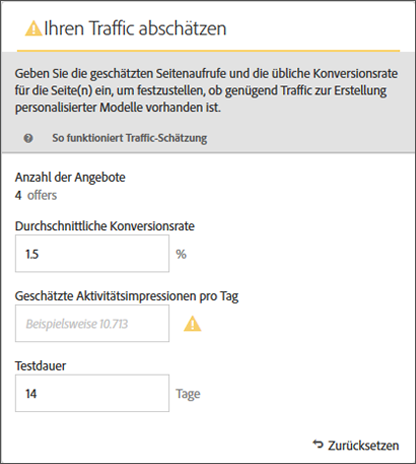 Ihren Traffic abschätzen
Geben Sie die geschätzten Seitenaufrufe und die übliche Konversionsrate
für die Seite(n) ein, um festzustellen, ob genügend Traffic zur Erstellung
personalisierter Modelle vorhanden ist.
So funktioniert Traffic-Schätzung
Anzahl der Angebote
4 offers
Durchschnittliche Konversionsrate
1.5 %
Geschätzte Aktivitätsimpressionen pro Tag
Beispielsweise 10.713
Testdauer
14 Tage
Zurücksetzen